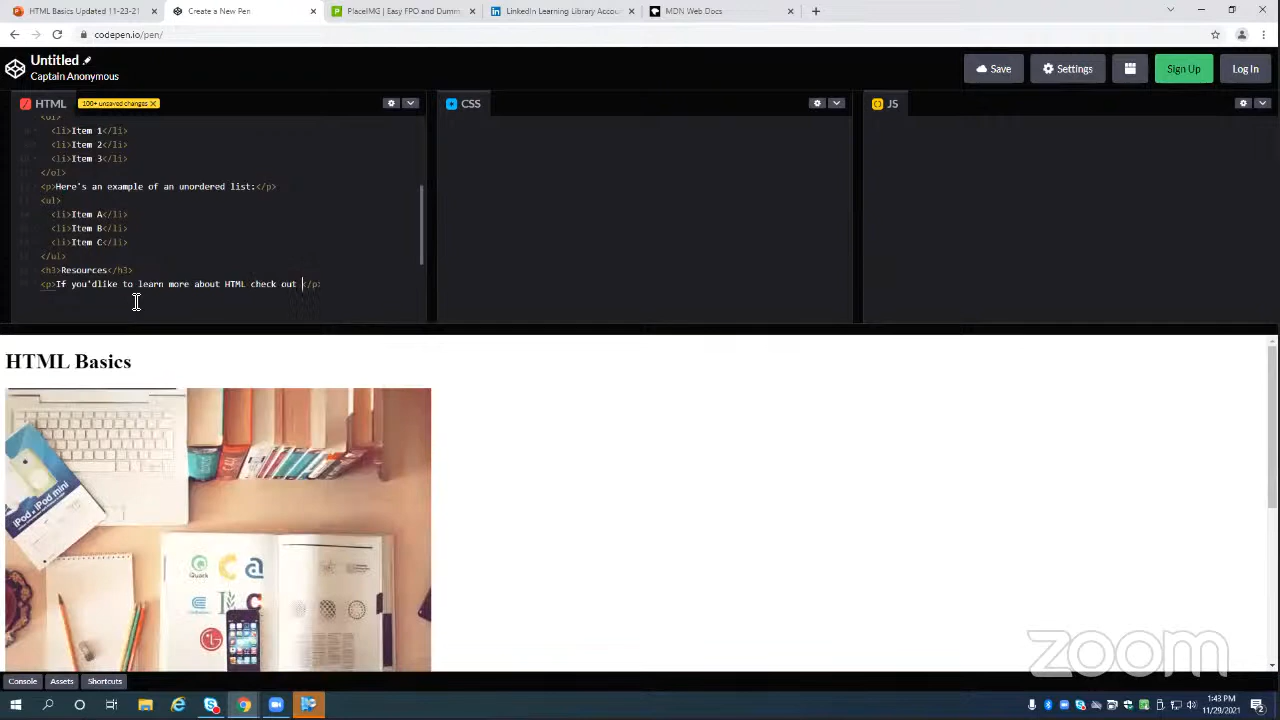 HTML Basics Updated 11-23-21
Create a New Pen
PlaceIMG | Easy FPO and Dumm
LinkedIn Learning Library Accou
MDN Web Docs
codepen.io/pen/
Untitled
Captain Anonymous
Save
Settings
Sign Up
Log In
HTML
100+ unsaved changes X
CSS
JS
<li>Item 1</li>
<li>Item 2</li>
<li>Item 3</li>
</ol>
<p>Here's an example of an unordered list:</p>
<ul>
<li>Item A</li>
<li>Item B</li>
<li>Item C</li>
</ul>
<h3>Resources</h3>
<p>If you'dlike to learn more about HTML check out </p>
HTML Basics
iPod, iPod mini
Quark
LG
zoom
Console
Assets
Shortcuts
1:43 PM
11/29/2021